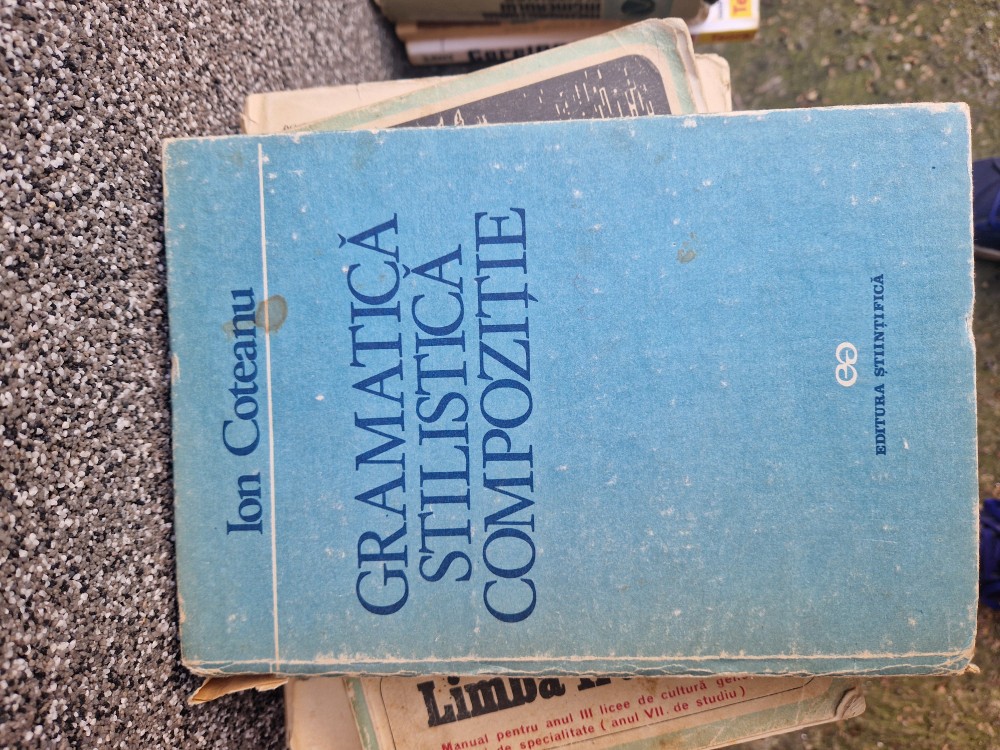 Ion Coteanu
GRAMATICĂ
STILISTICĂ
COMPOZIȚIE
EDITURA ȘTIINȚIFICĂ
Limba
Manual pentru anul III licee de cultură
de specialitate (anul VII de studiu)